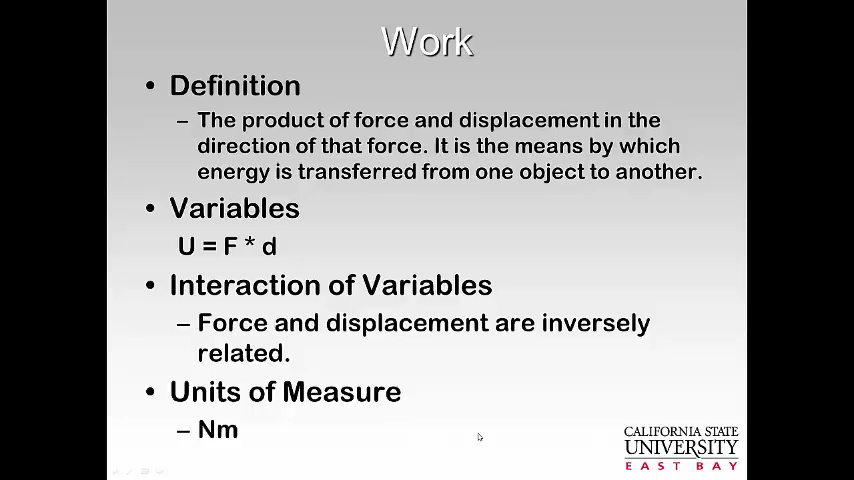 Work
• Definition
– The product of force and displacement in the
direction of that force. It is the means by which
energy is transferred from one object to another.
• Variables
U = F * d
• Interaction of Variables
– Force and displacement are inversely
related.
• Units of Measure
– Nm
CALIFORNIA STATE
UNIVERSITY
EAST BAY